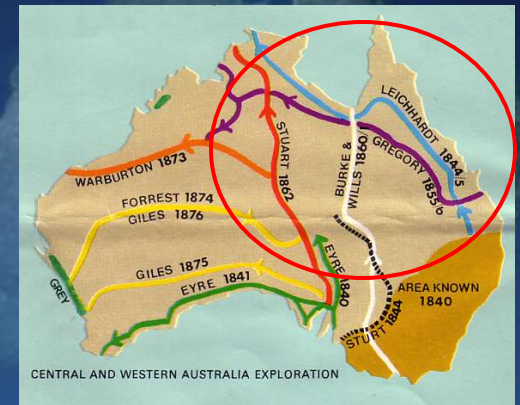 LEICHHARDT 1844/5
GREGORY 1855/6
BURKE &
WILLS 1860/
STUART
1862
WARBURTON 1873
FORREST 1874
GILES 1876
GILES 1875
EYRE 1841
GREY
EYRE
1840
AREA KNOWN
1840
STURT 1844
CENTRAL AND WESTERN AUSTRALIA EXPLORATION